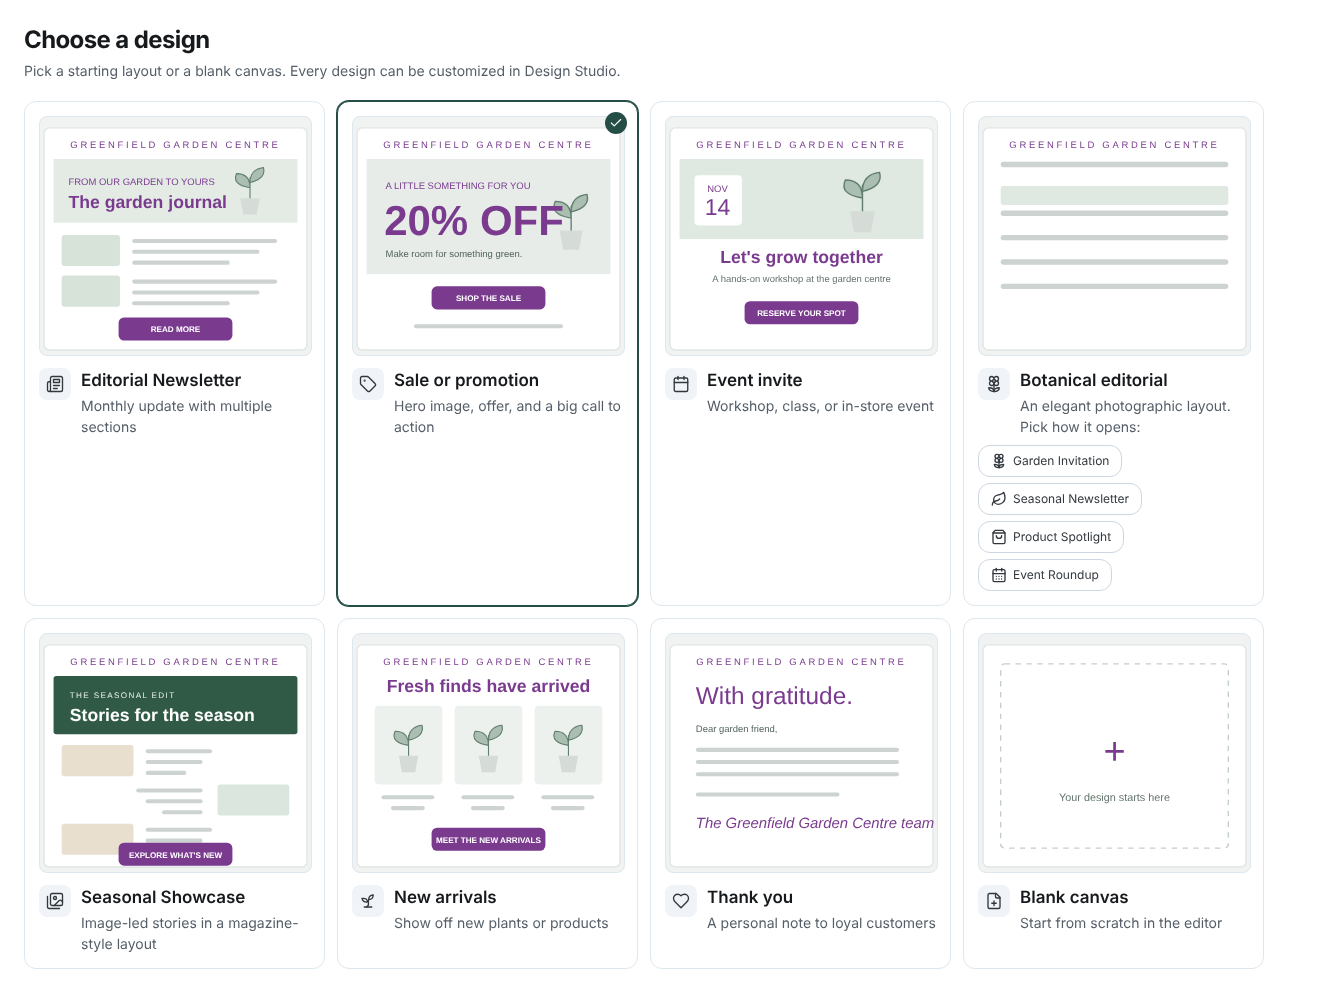 Choose a design
Pick a starting layout or a blank canvas. Every design can be customized in Design Studio.
GREENFIELD GARDEN CENTRE
FROM OUR GARDEN TO YOURS
The garden journal
READ MORE
Editorial Newsletter
Monthly update with multiple
sections
GREENFIELD GARDEN CENTRE
A LITTLE SOMETHING FOR YOU
20% OFF
Make room for something green.
SHOP THE SALE
Sale or promotion
Hero image, offer, and a big call to
action
GREENFIELD GARDEN CENTRE
NOV
14
Let's grow together
A hands-on workshop at the garden centre
RESERVE YOUR SPOT
Event invite
Workshop, class, or in-store event
GREENFIELD GARDEN CENTRE
Botanical editorial
An elegant photographic layout.
Pick how it opens:
Garden Invitation
Seasonal Newsletter
Product Spotlight
Event Roundup
GREENFIELD GARDEN CENTRE
THE SEASONAL EDIT
Stories for the season
EXPLORE WHAT'S NEW
Seasonal Showcase
Image-led stories in a magazine-
style layout
GREENFIELD GARDEN CENTRE
Fresh finds have arrived
MEET THE NEW ARRIVALS
New arrivals
Show off new plants or products
GREENFIELD GARDEN CENTRE
With gratitude.
Dear garden friend,
The Greenfield Garden Centre team
Thank you
A personal note to loyal customers
Your design starts here
Blank canvas
Start from scratch in the editor